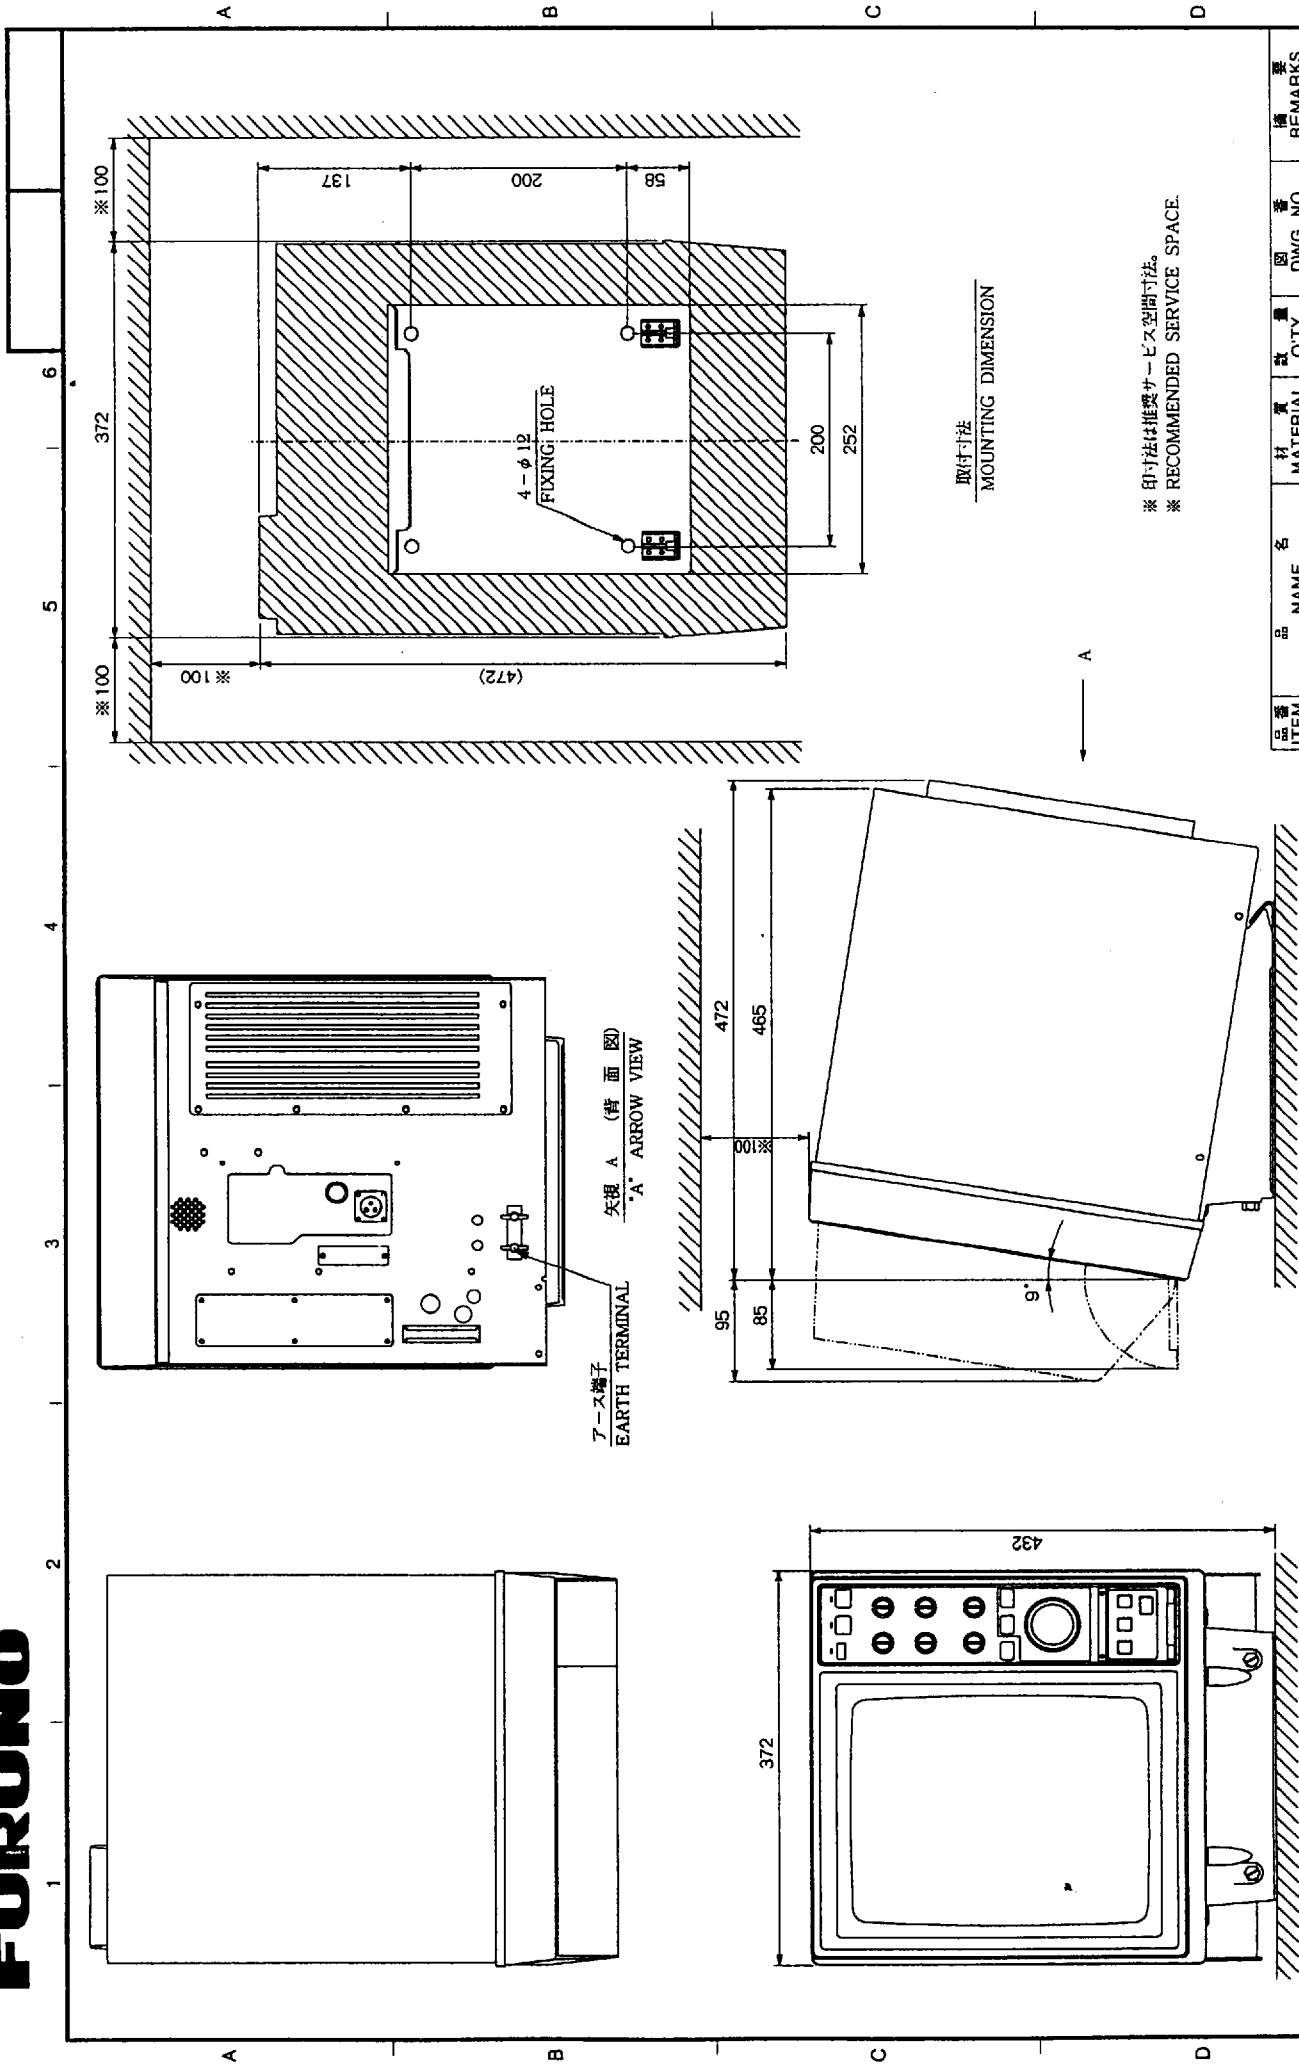 FURUNO
1
2
3
4
5
6
A
B
C
D
A
B
C
D
372
432
アース端子
EARTH TERMINAL
矢視 A (背 面 図)
"A" ARROW VIEW
472
465
※100
95
85
9°
A
※100
372
※100
※100
(472)
137
200
58
4-φ12
FIXING HOLE
200
252
取付寸法
MOUNTING DIMENSION
※ 印寸法は推奨サービス空間寸法。
※ RECOMMENDED SERVICE SPACE.
品番
ITEM
品 名
NAME
材 質
MATERIAL
数 量
Q'TY
図 番
DWG. NO.
摘 要
REMARKS